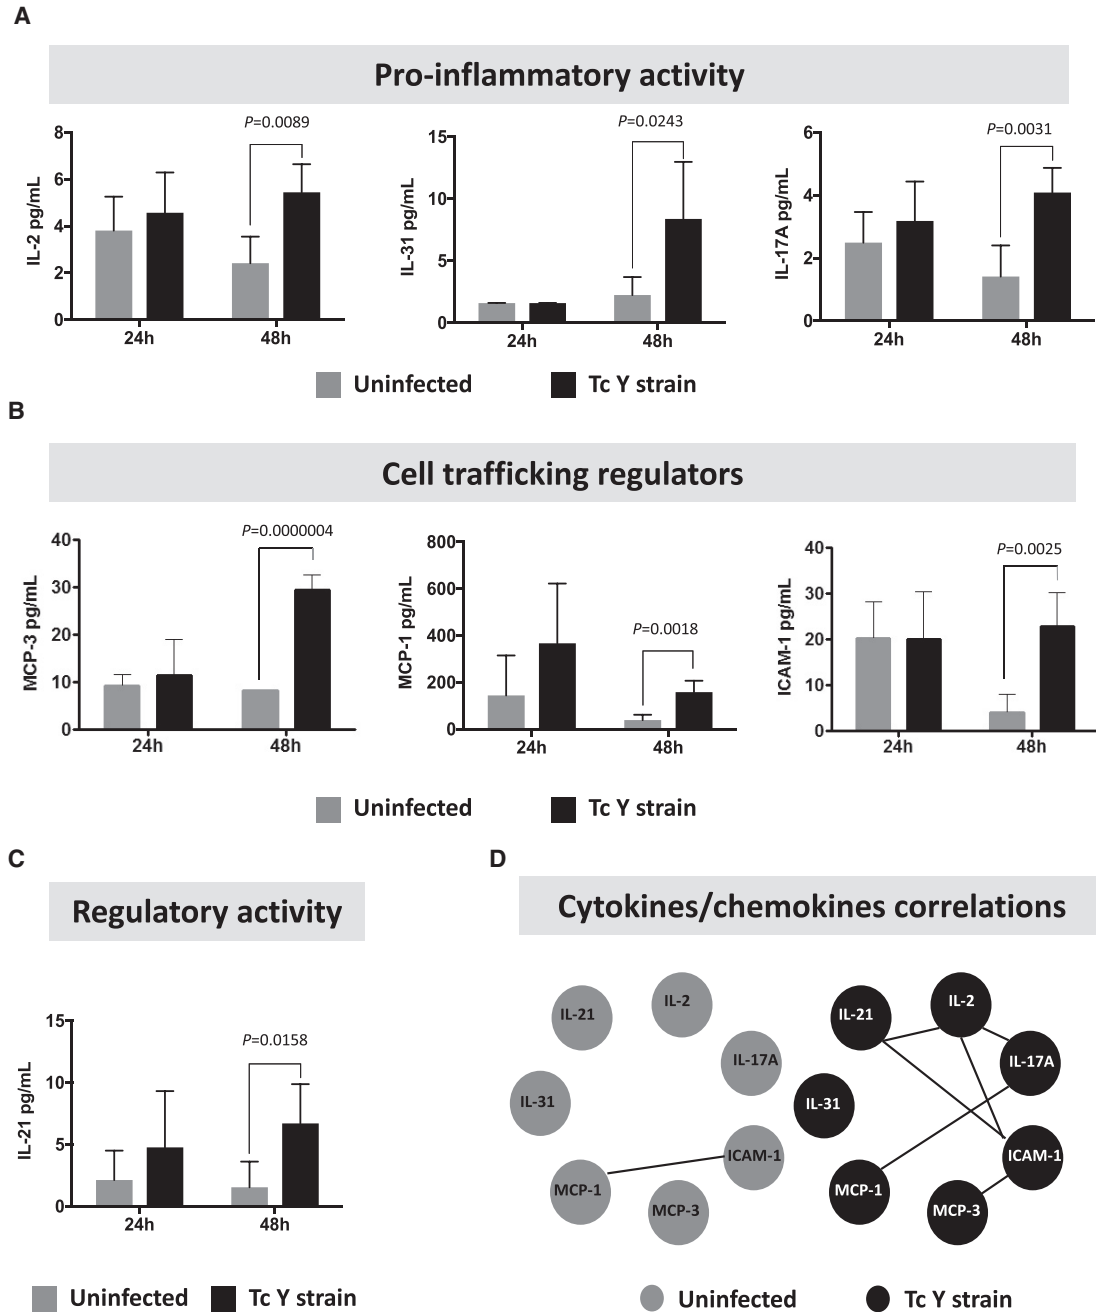 A
Pro-inflammatory activity
P=0.0089
P=0.0243
P=0.0031
IL-2 pg/mL
8
6
4
2
0
24h
48h
IL-31 pg/mL
15
10
5
0
24h
48h
IL-17A pg/mL
6
4
2
0
24h
48h
Uninfected
Tc Y strain
B
Cell trafficking regulators
P=0.0000004
P=0.0018
P=0.0025
MCP-3 pg/mL
40
30
20
10
0
24h
48h
MCP-1 pg/mL
800
600
400
200
0
24h
48h
ICAM-1 pg/mL
40
30
20
10
0
24h
48h
Uninfected
Tc Y strain
C
Regulatory activity
P=0.0158
IL-21 pg/mL
15
10
5
0
24h
48h
Uninfected
Tc Y strain
D
Cytokines/chemokines correlations
IL-21
IL-2
IL-17A
IL-31
ICAM-1
MCP-1
MCP-3
IL-21
IL-2
IL-17A
IL-31
ICAM-1
MCP-1
MCP-3
Uninfected
Tc Y strain